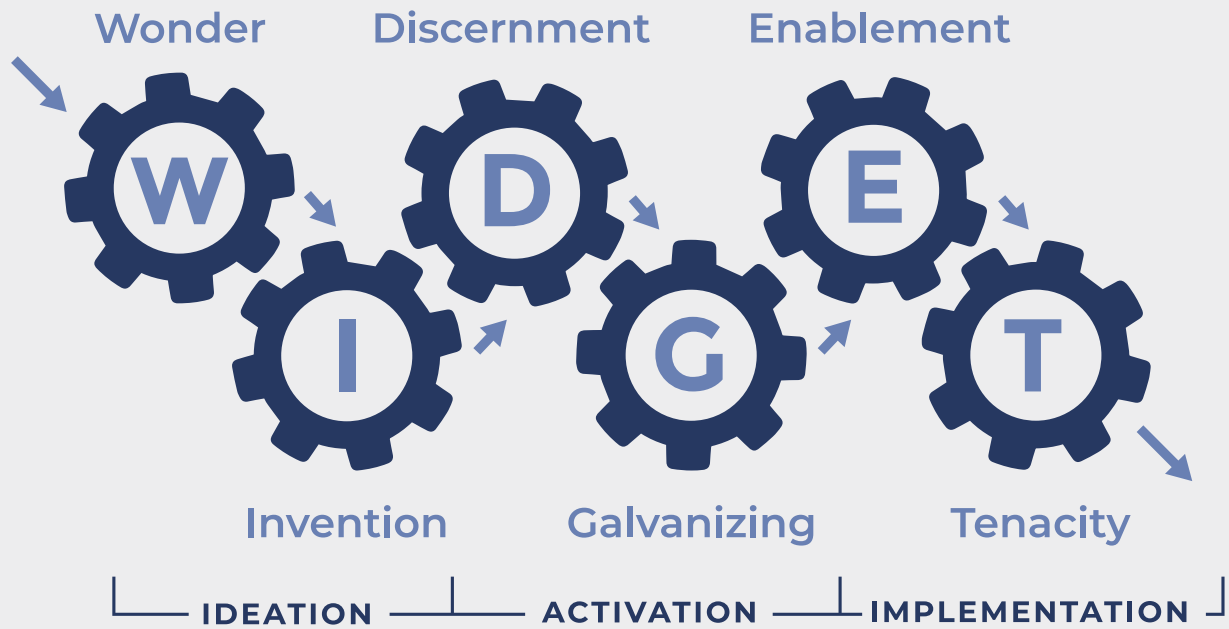 Wonder Discernment Enablement
W D E
I G T
Invention Galvanizing Tenacity
IDEATION ACTIVATION IMPLEMENTATION